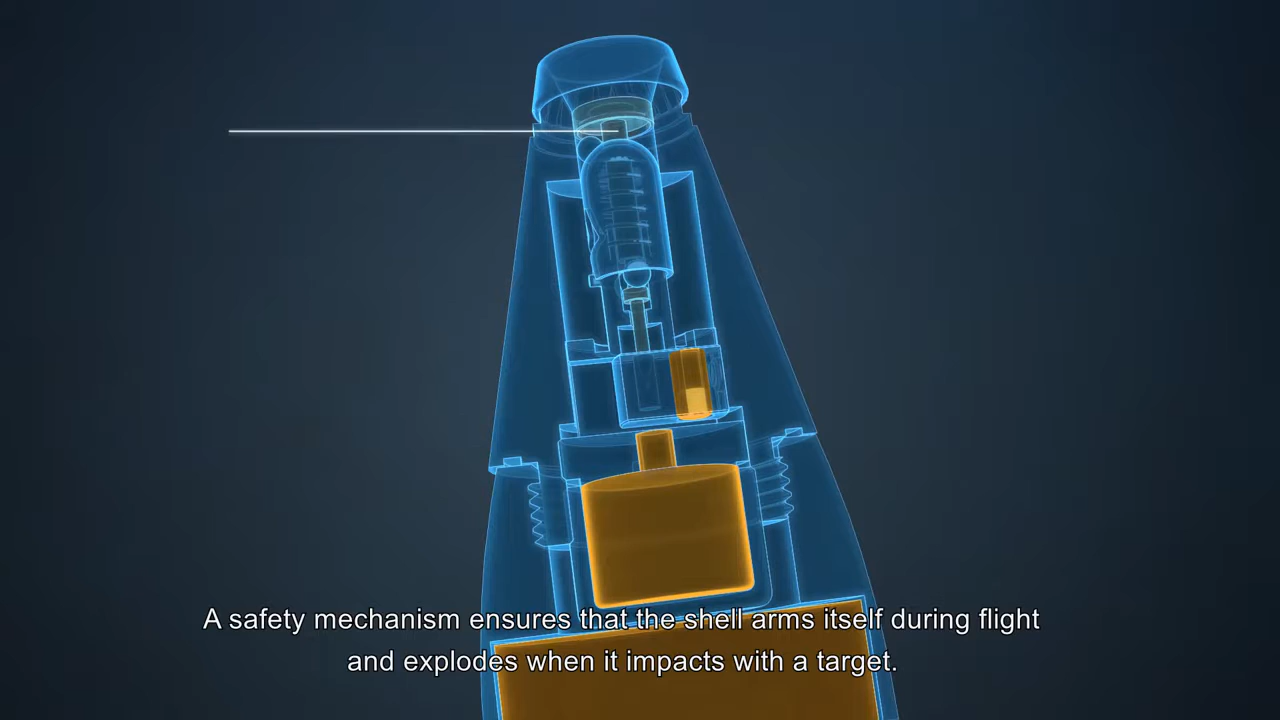 A safety mechanism ensures that the shell arms itself during flight
and explodes when it impacts with a target.